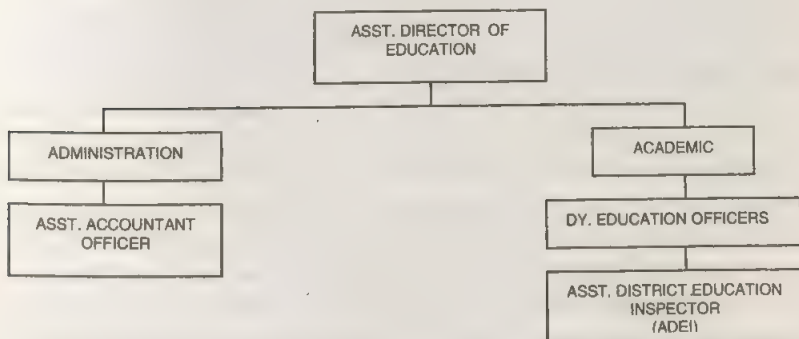 ASST. DIRECTOR OF
EDUCATION
ADMINISTRATION
ACADEMIC
ASST. ACCOUNTANT
OFFICER
DY. EDUCATION OFFICERS
ASST. DISTRICT EDUCATION
INSPECTOR
(ADEI)